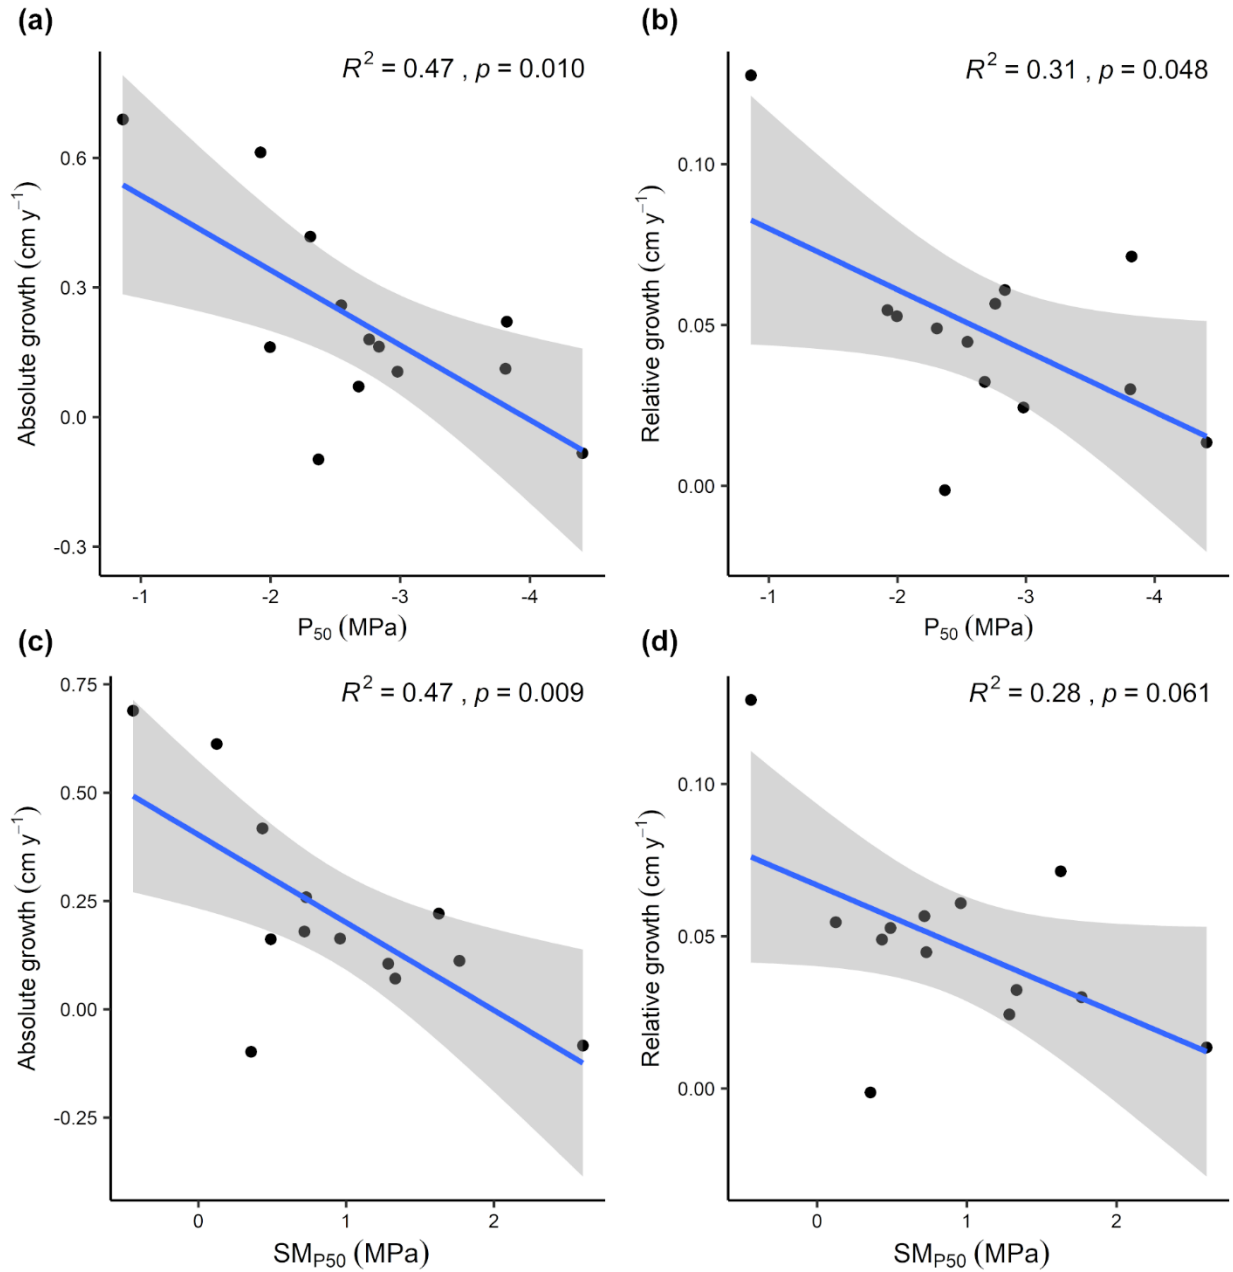 (a)
R² = 0.47 , p = 0.010
Absolute growth (cm y⁻¹)
0.6
0.3
0.0
-0.3
-1 -2 -3 -4
P₅₀ (MPa)
(b)
R² = 0.31 , p = 0.048
Relative growth (cm y⁻¹)
0.10
0.05
0.00
-1 -2 -3 -4
P₅₀ (MPa)
(c)
R² = 0.47 , p = 0.009
Absolute growth (cm y⁻¹)
0.75
0.50
0.25
0.00
-0.25
0 1 2
SM_P50 (MPa)
(d)
R² = 0.28 , p = 0.061
Relative growth (cm y⁻¹)
0.10
0.05
0.00
0 1 2
SM_P50 (MPa)